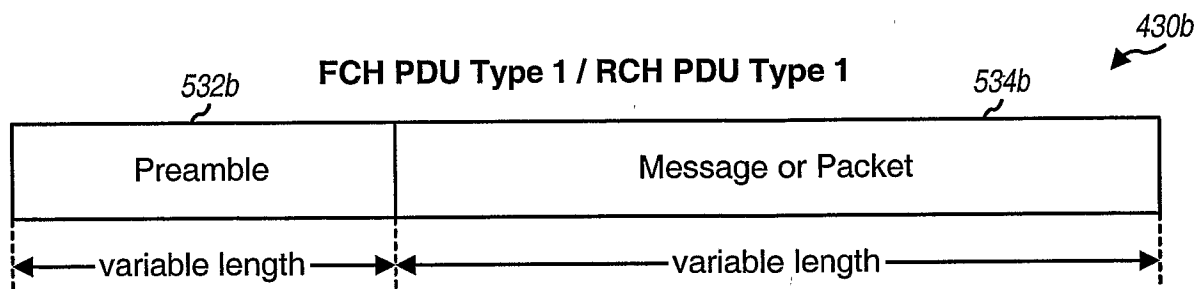 430b
FCH PDU Type 1 / RCH PDU Type 1
532b
534b
Preamble
Message or Packet
variable length
variable length